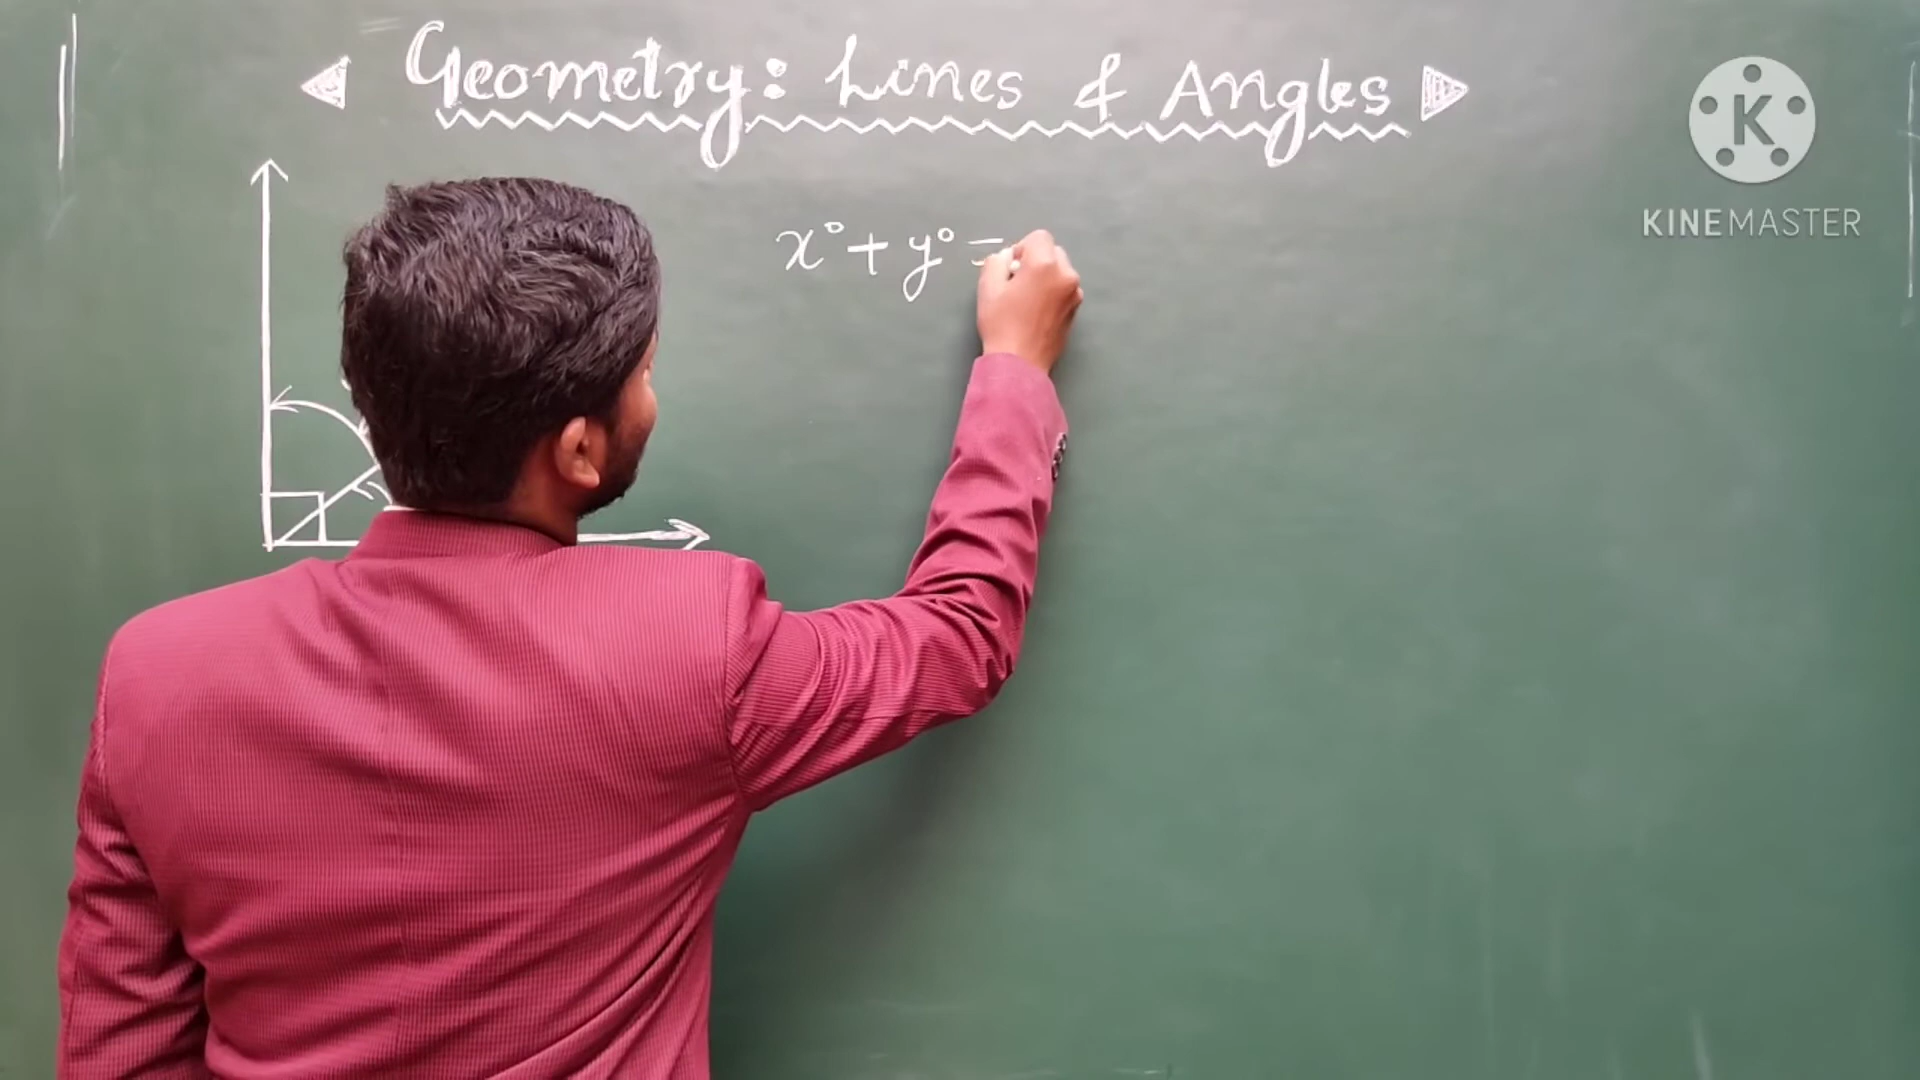 Geometry: Lines & Angles
x° + y° =
K
KINEMASTER